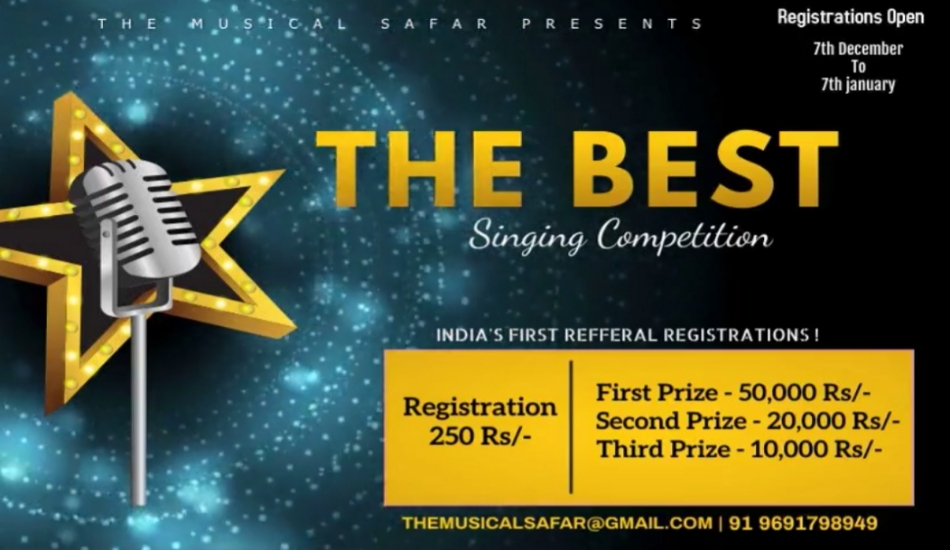 THE MUSICAL SAFAR PRESENTS
Registrations Open
7th December
To
7th january
THE BEST
Singing Competition
INDIA'S FIRST REFFERAL REGISTRATIONS !
Registration
250 Rs/-
First Prize - 50,000 Rs/-
Second Prize - 20,000 Rs/-
Third Prize - 10,000 Rs/-
THEMUSICALSAFAR@GMAIL.COM | 91 9691798949